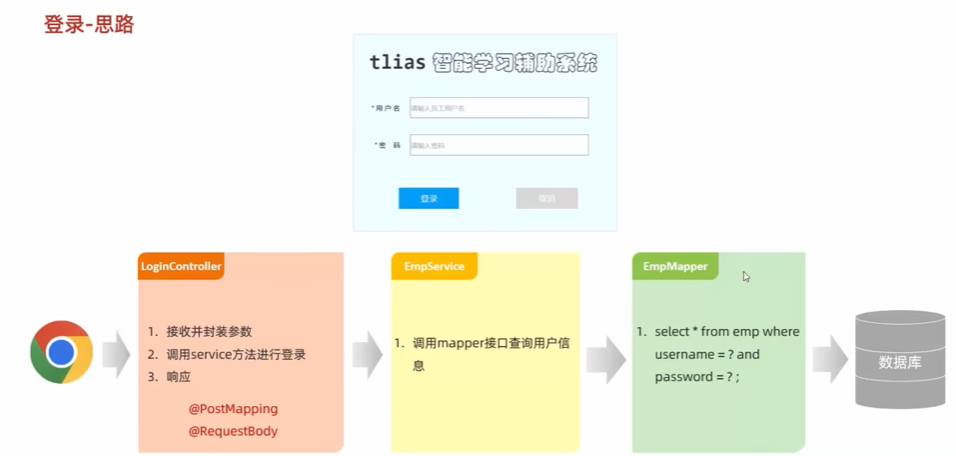 登录-思路
tlias 智能学习辅助系统
*用户名
请输入员工用户名
*密 码
请输入密码
登录
取消
LoginController
1. 接收并封装参数
2. 调用service方法进行登录
3. 响应
@PostMapping
@RequestBody
EmpService
1. 调用mapper接口查询用户信
息
EmpMapper
1. select * from emp where
username = ? and
password = ? ;
数据库